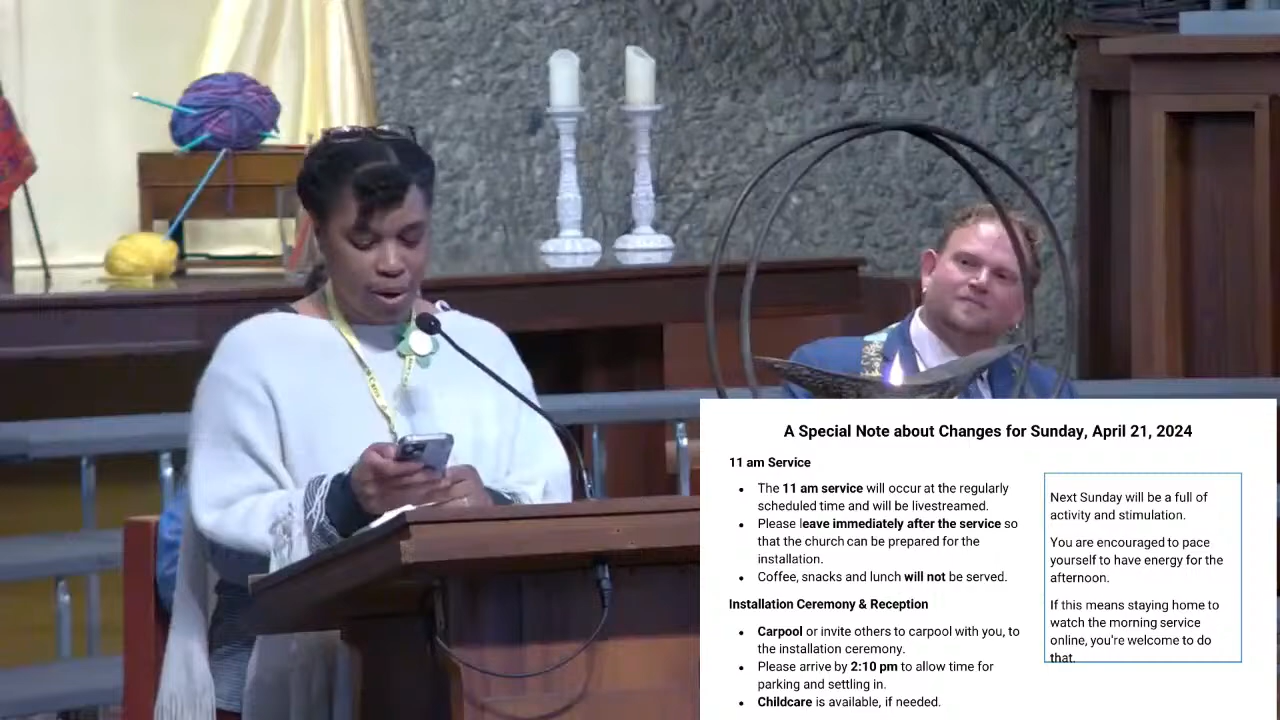 A Special Note about Changes for Sunday, April 21, 2024
11 am Service
• The 11 am service will occur at the regularly
scheduled time and will be livestreamed.
• Please leave immediately after the service so
that the church can be prepared for the
installation.
• Coffee, snacks and lunch will not be served.
Installation Ceremony & Reception
• Carpool or invite others to carpool with you, to
the installation ceremony.
• Please arrive by 2:10 pm to allow time for
parking and settling in.
• Childcare is available, if needed.
Next Sunday will be a full of
activity and stimulation.
You are encouraged to pace
yourself to have energy for the
afternoon.
If this means staying home to
watch the morning service
online, you're welcome to do
that.